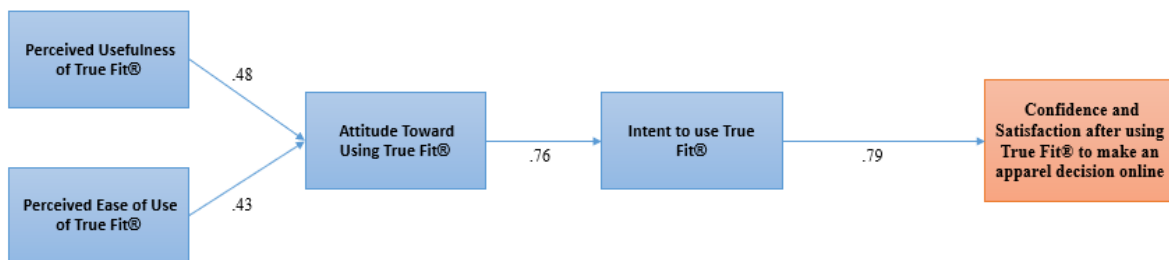 Perceived Usefulness
of True Fit®
.48
Perceived Ease of Use
of True Fit®
.43
Attitude Toward
Using True Fit®
.76
Intent to use True
Fit®
.79
Confidence and
Satisfaction after using
True Fit® to make an
apparel decision online